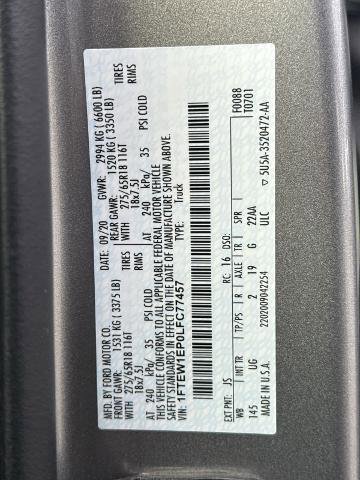 MFD. BY FORD MOTOR CO.
DATE: 09/20 GVWR: 2994 KG ( 6600 LB)
FRONT GAWR: 1531 KG ( 3375 LB) REAR GAWR: 1520 KG ( 3350 LB)
WITH 275/65R18 116T TIRES WITH 275/65R18 116T TIRES
18x7.5J RIMS 18x7.5J RIMS
AT 240 kPa/ 35 PSI COLD AT 240 kPa/ 35 PSI COLD
THIS VEHICLE CONFORMS TO ALL APPLICABLE FEDERAL MOTOR VEHICLE
SAFETY STANDARDS IN EFFECT ON THE DATE OF MANUFACTURE SHOWN ABOVE.
VIN: 1FTEW1EP0LFC77457
Truck
F0088
T0701
EXT PNT: JS RC: 16 DSO:
WB INT TR TP/PS R AXLE TR SPR
145 UG 2 19 G 22AA
ULC
2202009042254
MADE IN U.S.A. 5U5A-3520472-AA